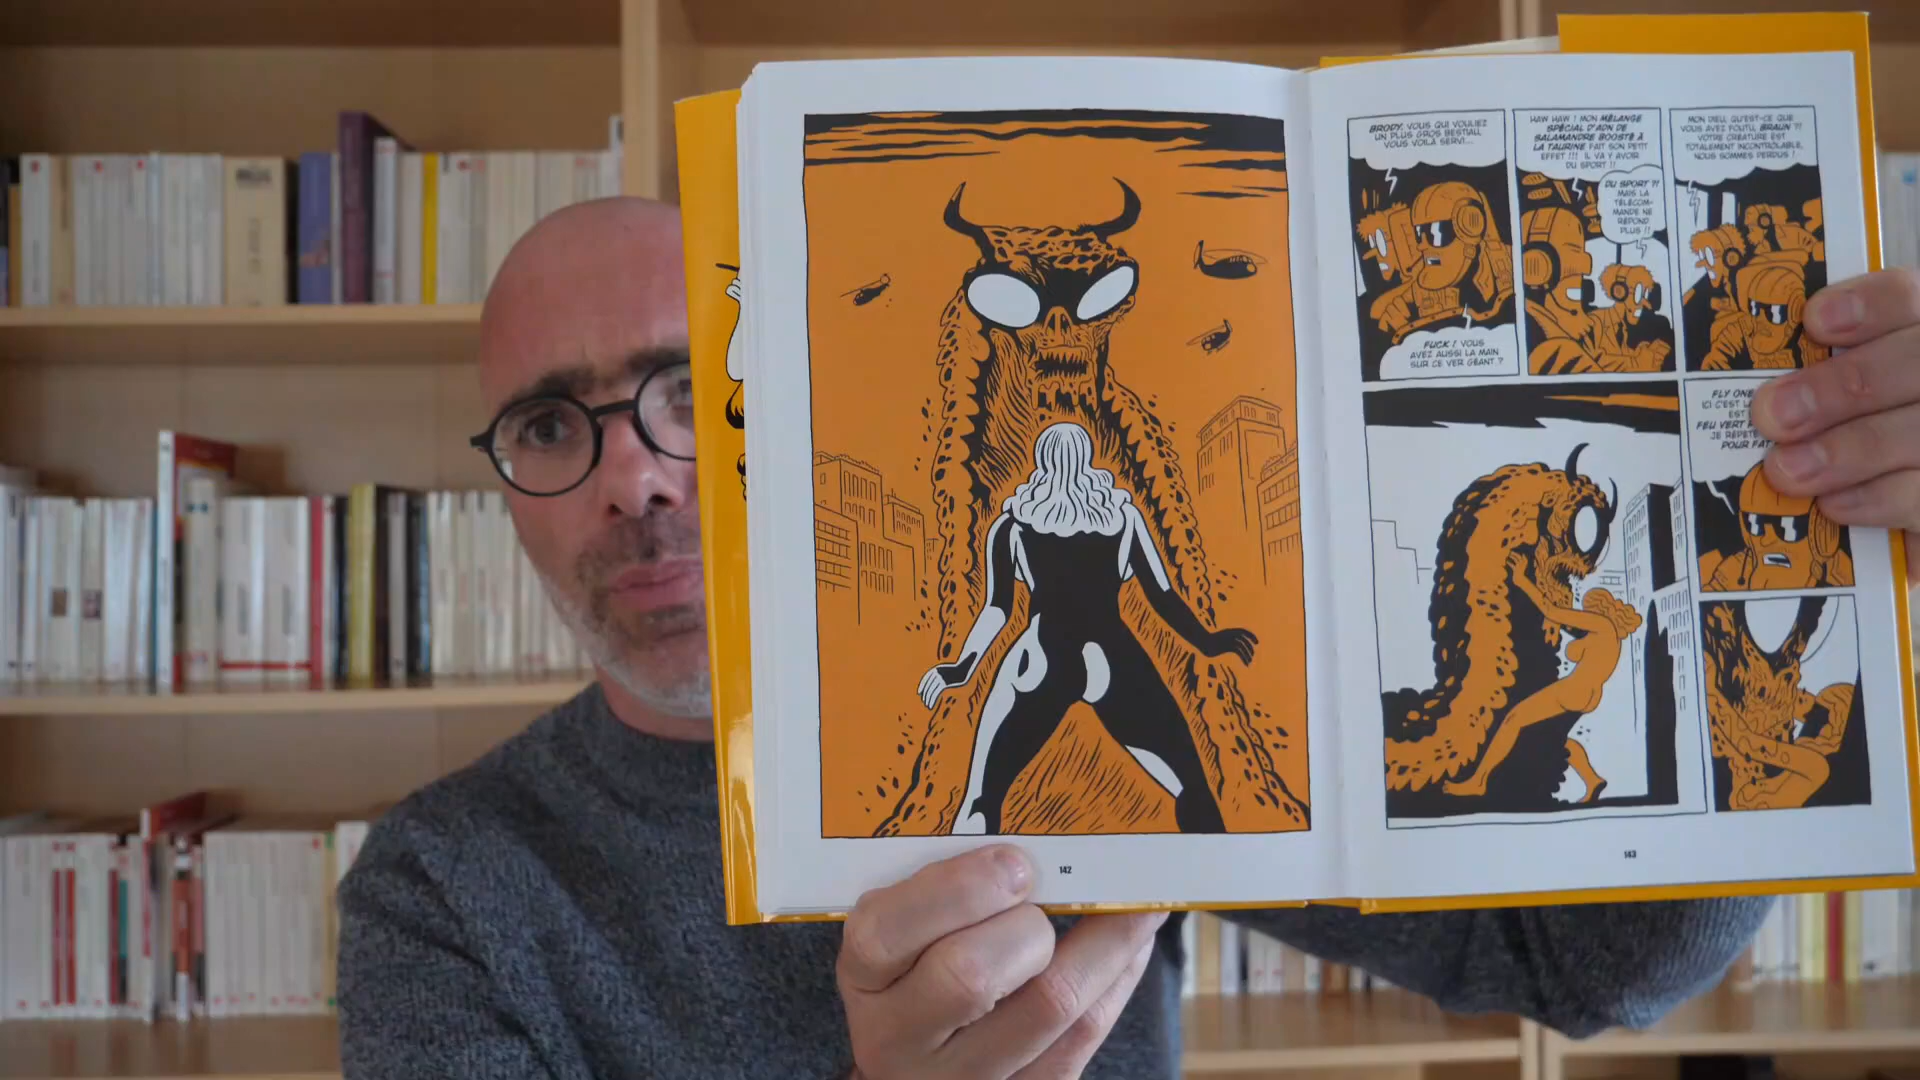 BRODY, VOUS QUI VOULIEZ
UN PLUS GROS BESTIAU,
VOUS VOILÀ SERVI...
FUCK ! VOUS
AVEZ AUSSI LA MAIN
SUR CE VER GÉANT ?
HAW HAW ! MON MÉLANGE
SPÉCIAL D'ADN DE
SALAMANDRE BOOSTÉ À
LA TAURINE FAIT SON PETIT
EFFET !!! IL VA Y AVOIR
DU SPORT !!
DU SPORT ?!
MAIS LA
TÉLÉCOM-
MANDE NE
RÉPOND
PLUS !!
MON DIEU, QU'EST-CE QUE
VOUS AVEZ FOUTU, BRAUN ?!
VOTRE CRÉATURE EST
TOTALEMENT INCONTRÔLABLE,
NOUS SOMMES PERDUS !
FLY ONE
ICI C'EST
EST
FEU VERT
JE RÉPÈTE
POUR
142
143